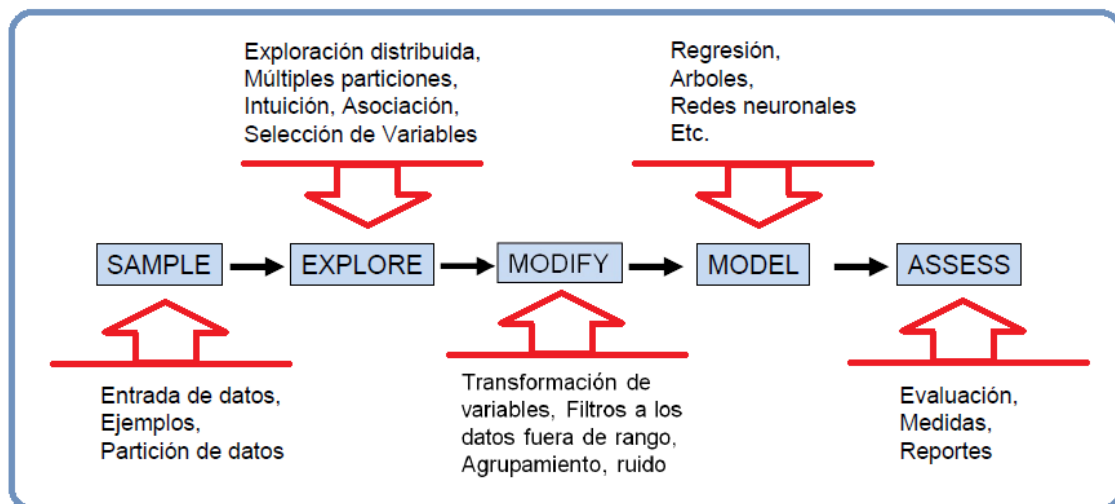 Exploración distribuida,
Múltiples particiones,
Intuición, Asociación,
Selección de Variables
Regresión,
Arboles,
Redes neuronales
Etc.
SAMPLE
EXPLORE
MODIFY
MODEL
ASSESS
Entrada de datos,
Ejemplos,
Partición de datos
Transformación de
variables, Filtros a los
datos fuera de rango,
Agrupamiento, ruido
Evaluación,
Medidas,
Reportes